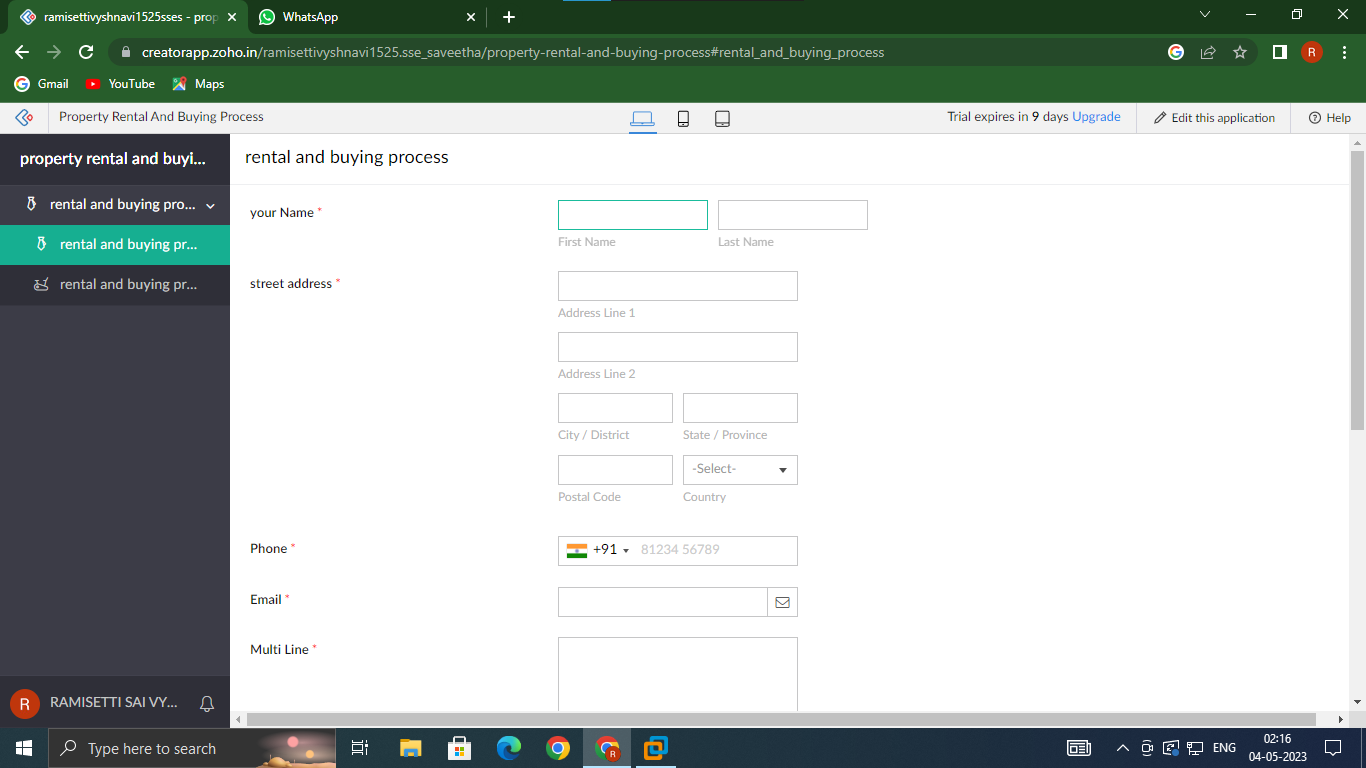 ramisettivyshnavi1525sses - prop
WhatsApp
creatorapp.zoho.in/ramisettivyshnavi1525.sse_saveetha/property-rental-and-buying-process#rental_and_buying_process
R
Gmail
YouTube
Maps
Property Rental And Buying Process
Trial expires in 9 days Upgrade
Edit this application
Help
property rental and buyi...
rental and buying pro...
rental and buying pr...
rental and buying pr...
rental and buying process
your Name *
First Name
Last Name
street address *
Address Line 1
Address Line 2
City / District
State / Province
-Select-
Postal Code
Country
Phone *
+91
81234 56789
Email *
Multi Line *
R
RAMISETTI SAI VY...
Type here to search
R
ENG
02:16
04-05-2023